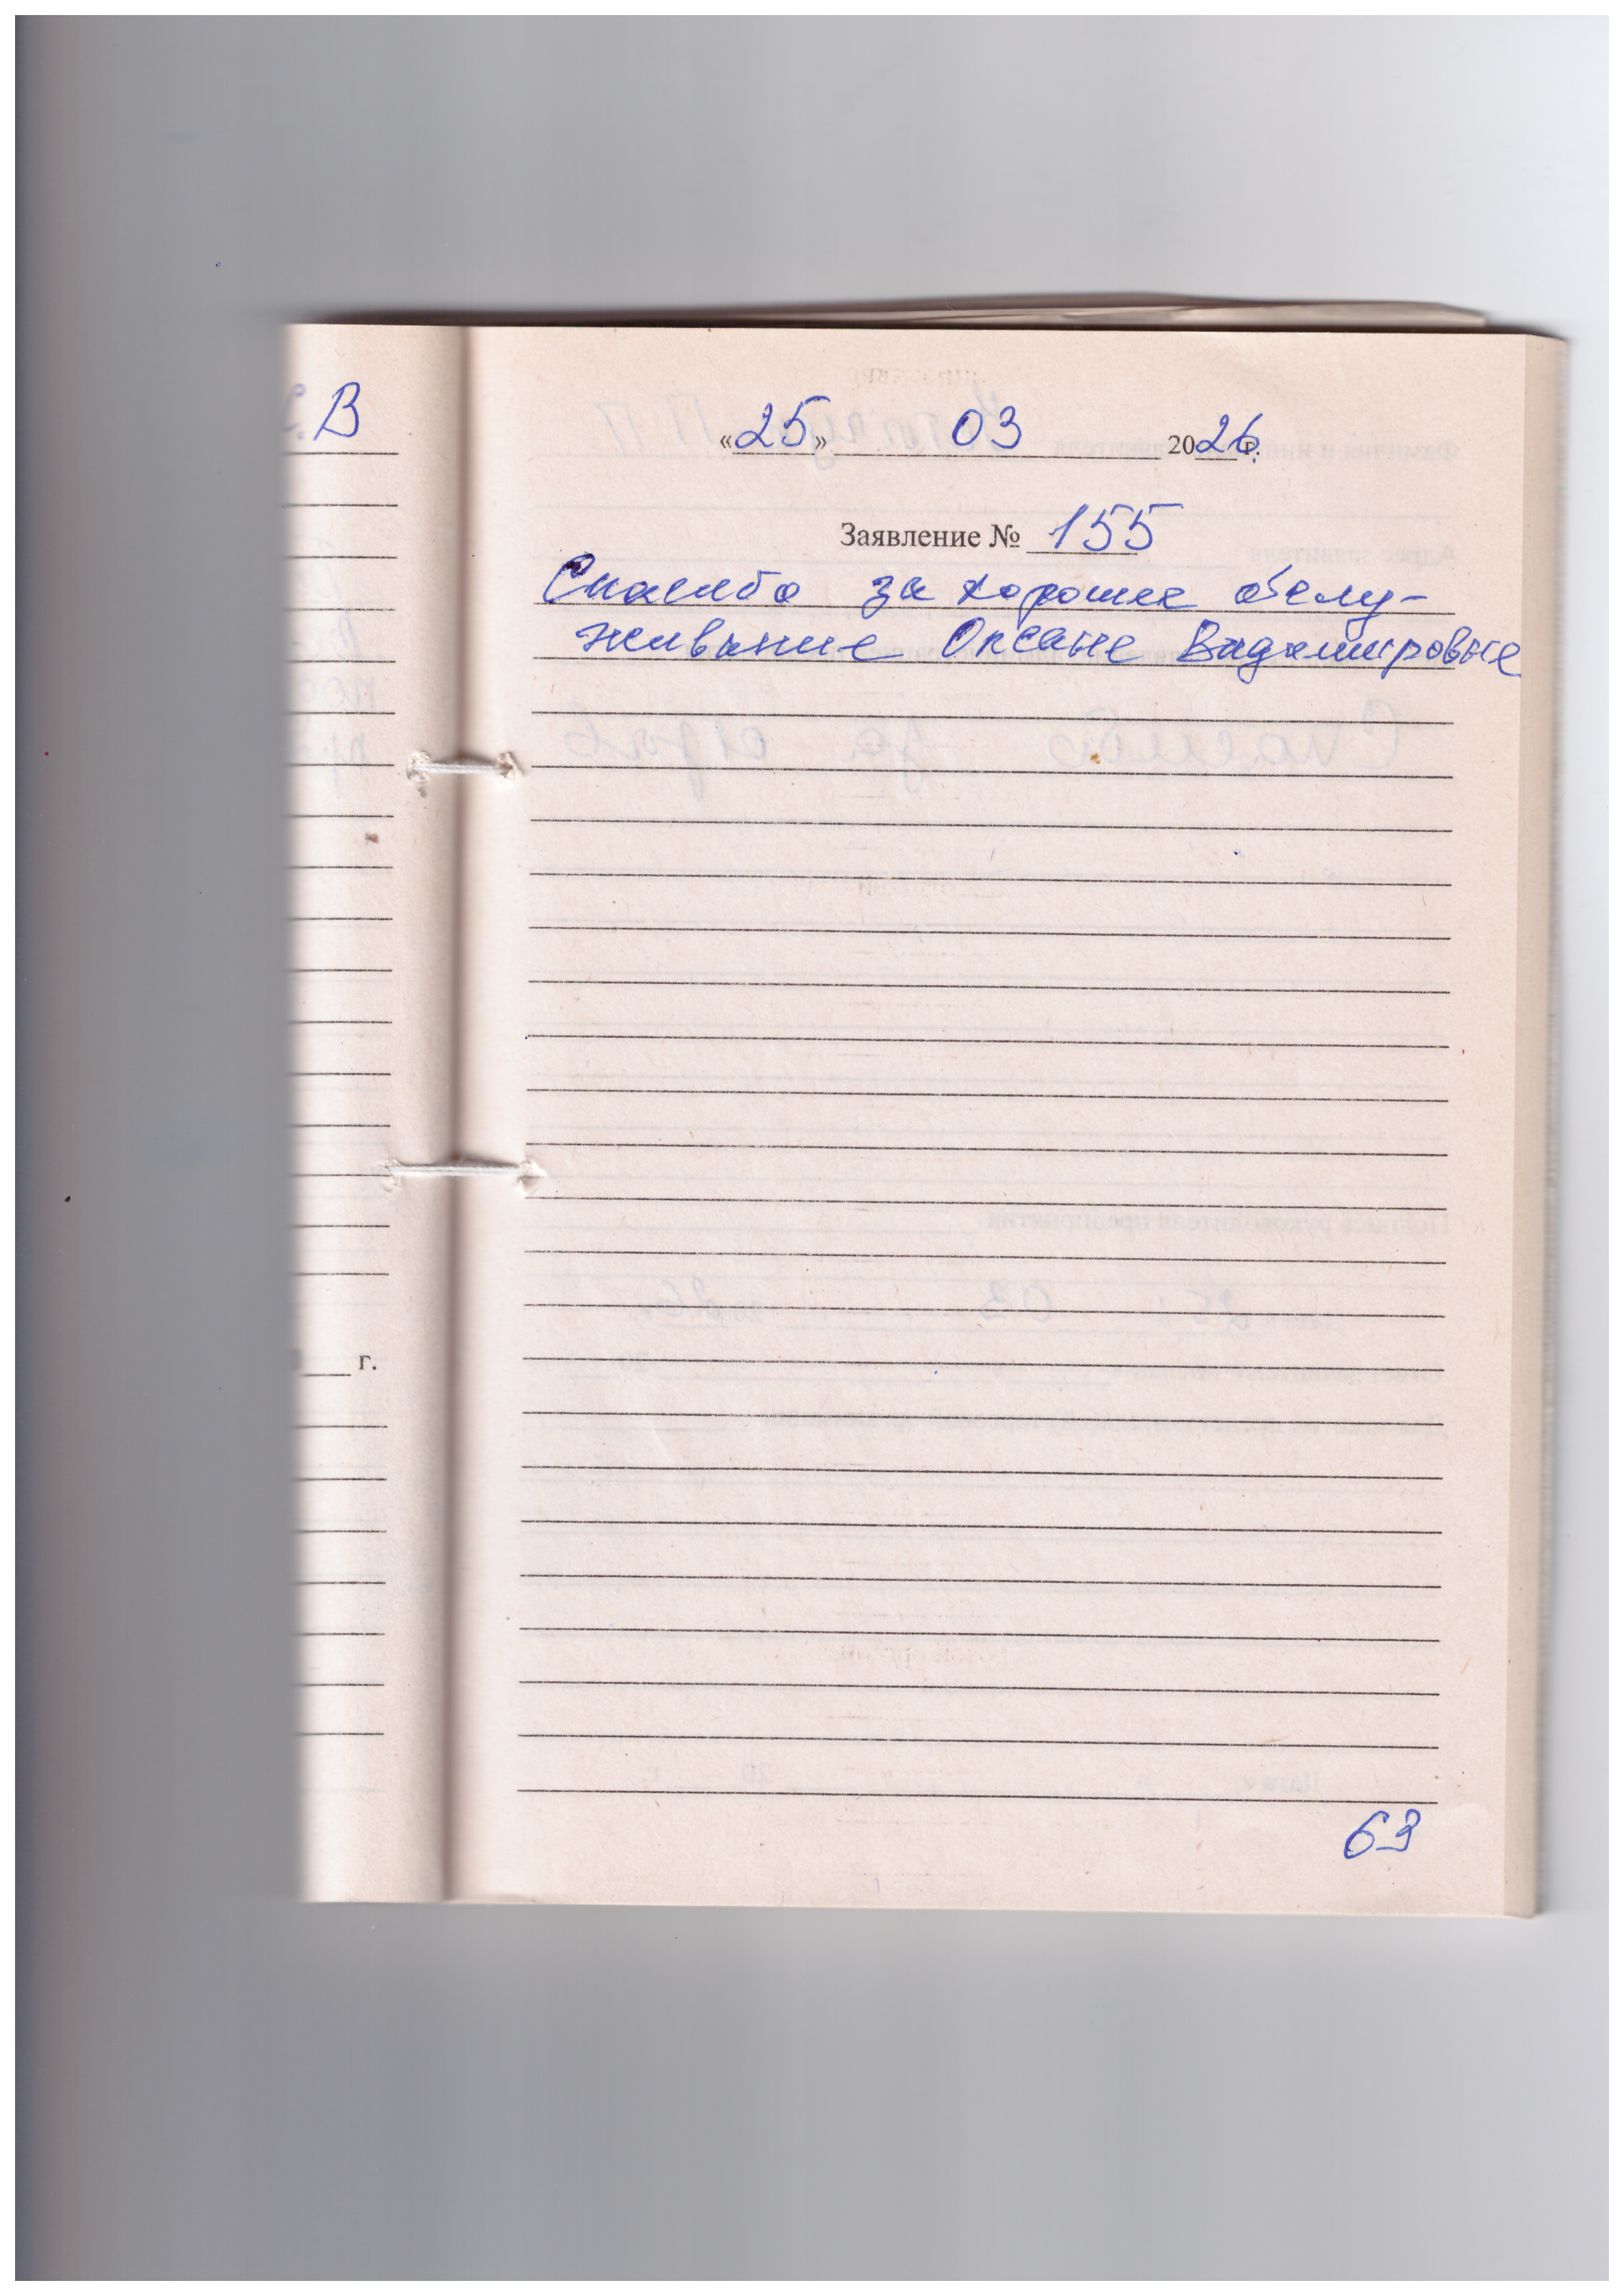 В
«25» 03 2026 г.
Заявление № 155
Спасибо за хорошее обслу-
живание Оксане Владимировне
г.
63